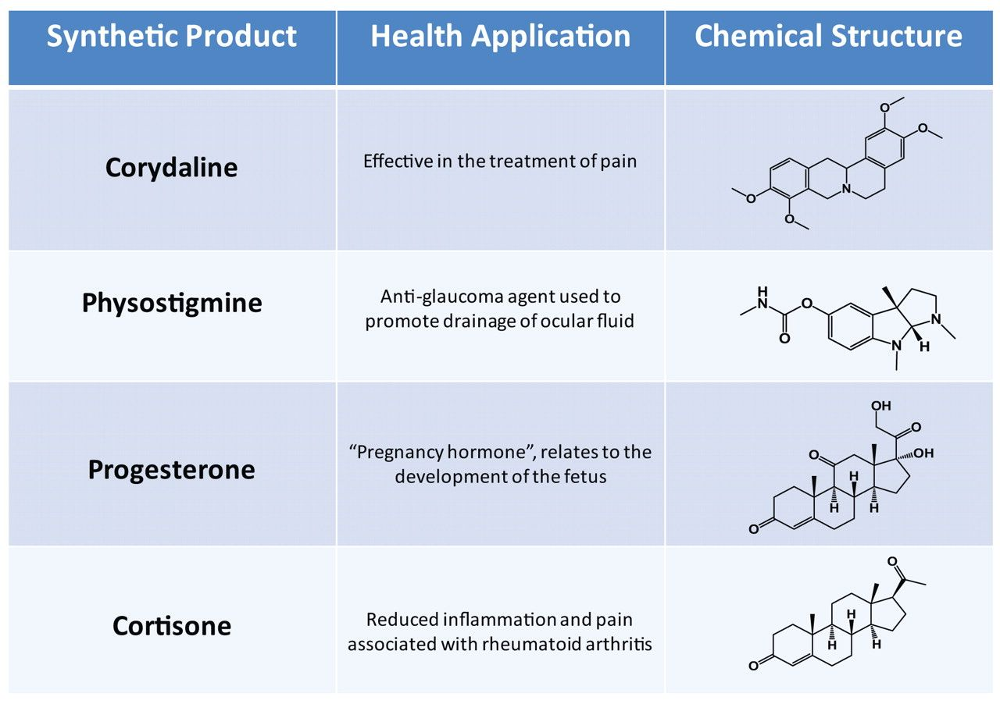 Synthetic Product
Health Application
Chemical Structure
Corydaline
Effective in the treatment of pain
O
O
N
O
O
Physostigmine
Anti-glaucoma agent used to
promote drainage of ocular fluid
H
N
O
O
N
N
H
Progesterone
“Pregnancy hormone”, relates to the
development of the fetus
OH
O
O
OH
H
H
H
O
Cortisone
Reduced inflammation and pain
associated with rheumatoid arthritis
O
H
H
H
O